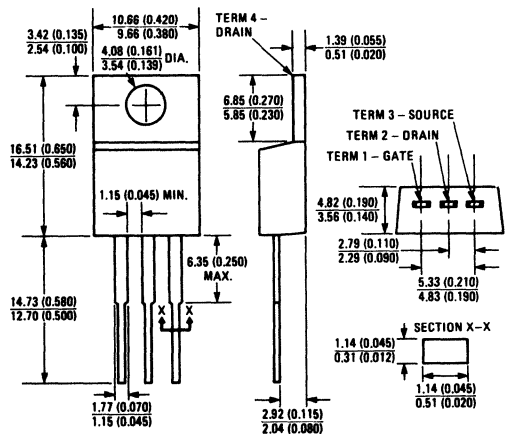 10.66 (0.420)
9.66 (0.380)
3.42 (0.135)
2.54 (0.100)
4.08 (0.161)
3.54 (0.139)
DIA.
TERM 4 –
DRAIN
1.39 (0.055)
0.51 (0.020)
6.85 (0.270)
5.85 (0.230)
16.51 (0.650)
14.23 (0.560)
1.15 (0.045) MIN.
TERM 3 – SOURCE
TERM 2 – DRAIN
TERM 1 – GATE
4.82 (0.190)
3.56 (0.140)
2.79 (0.110)
2.29 (0.090)
5.33 (0.210)
4.83 (0.190)
6.35 (0.250)
MAX.
14.73 (0.580)
12.70 (0.500)
X X
SECTION X–X
1.14 (0.045)
0.31 (0.012)
1.14 (0.045)
0.51 (0.020)
1.77 (0.070)
1.15 (0.045)
2.92 (0.115)
2.04 (0.080)